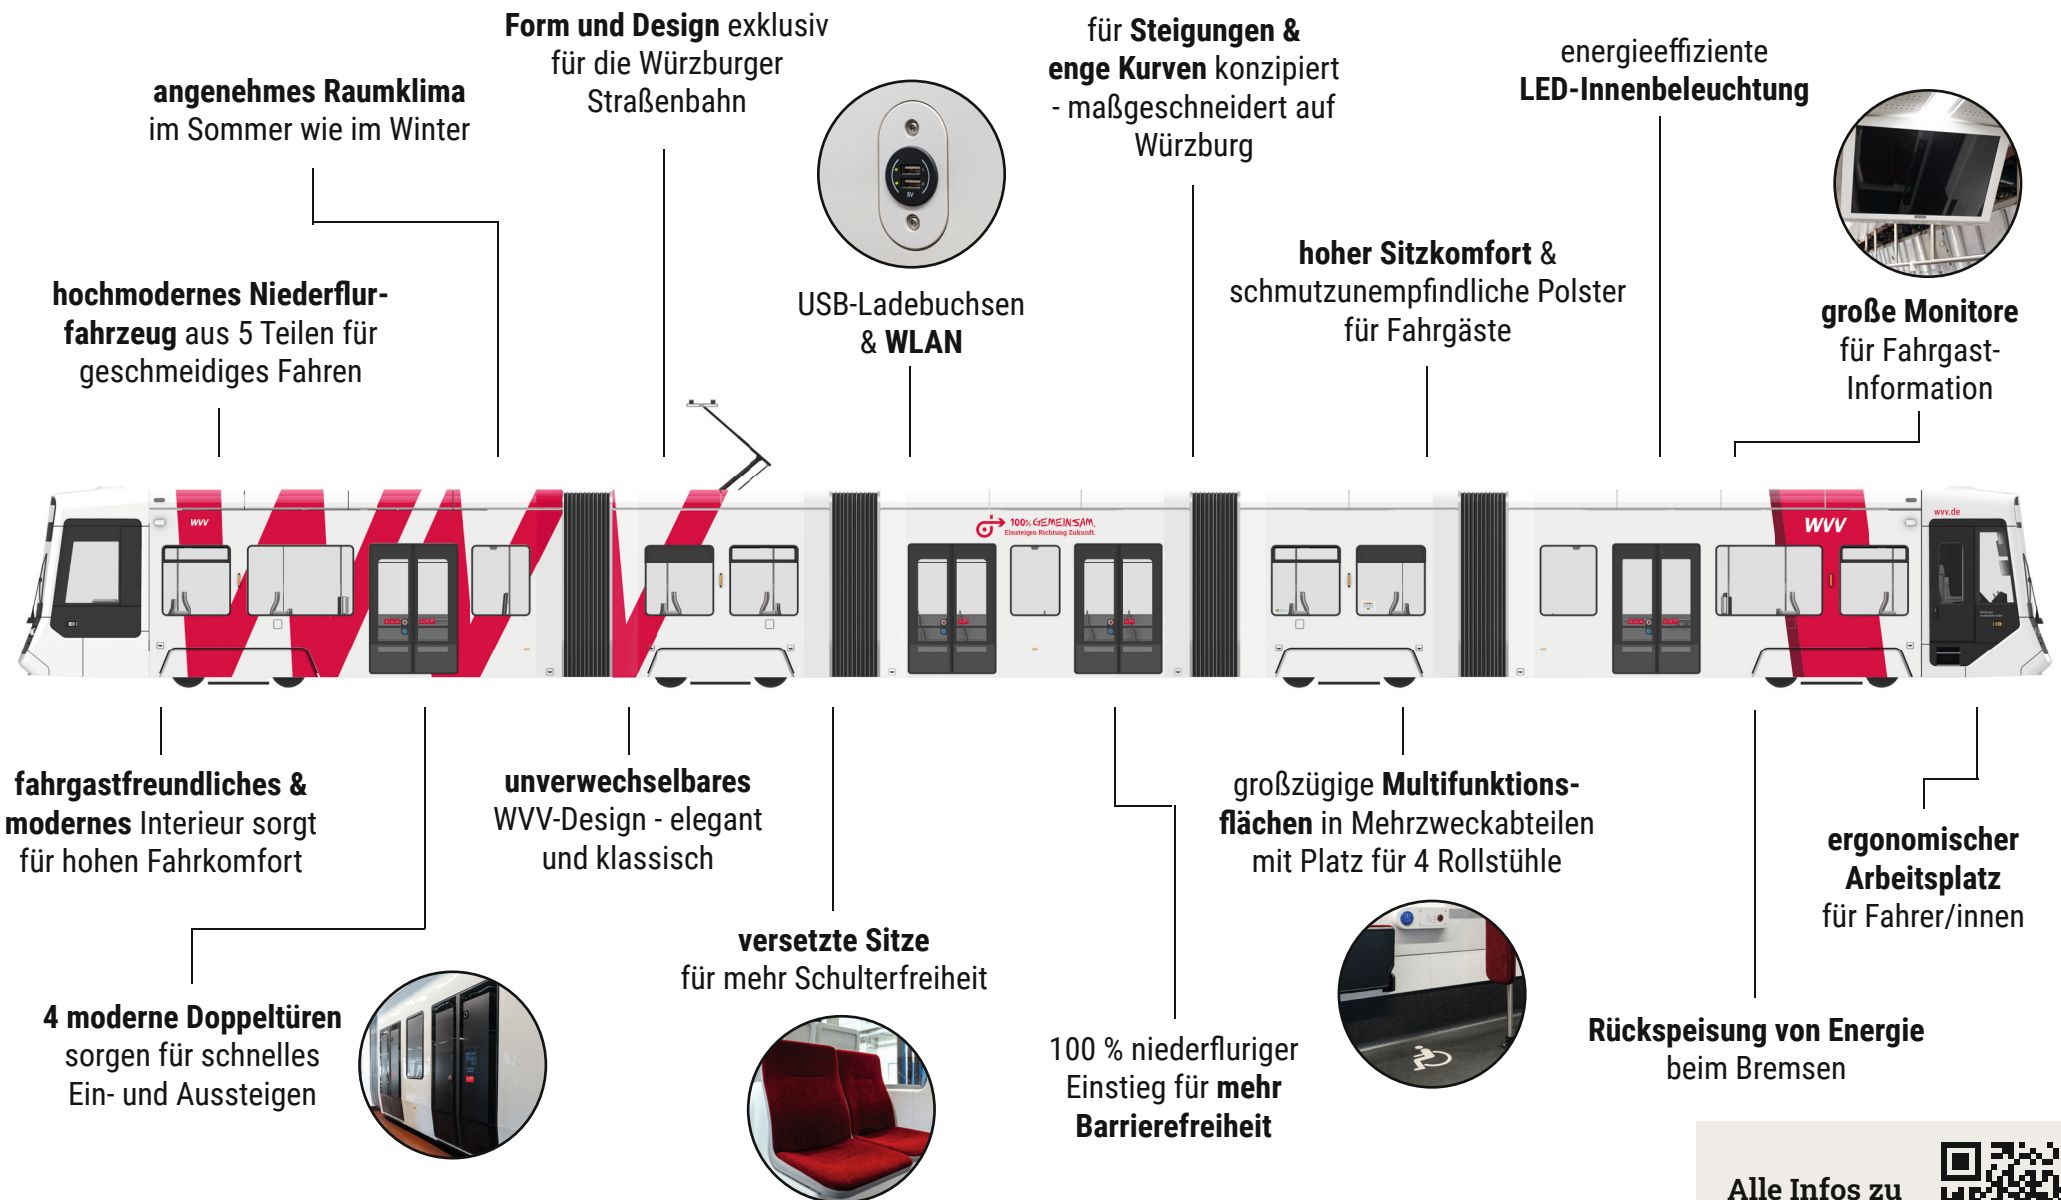 Form und Design exklusiv
für die Würzburger
Straßenbahn
für Steigungen &
enge Kurven konzipiert
- maßgeschneidert auf
Würzburg
energieeffiziente
LED-Innenbeleuchtung
angenehmes Raumklima
im Sommer wie im Winter
5V
hochmodernes Niederflur-
fahrzeug aus 5 Teilen für
geschmeidiges Fahren
USB-Ladebuchsen
& WLAN
hoher Sitzkomfort &
schmutzunempfindliche Polster
für Fahrgäste
große Monitore
für Fahrgast-
Information
WVV
100% GEMEINSAM.
Einsteigen Richtung Zukunft.
WVV
wvv.de
fahrgastfreundliches &
modernes Interieur sorgt
für hohen Fahrkomfort
unverwechselbares
WVV-Design - elegant
und klassisch
großzügige Multifunktions-
flächen in Mehrzweckabteilen
mit Platz für 4 Rollstühle
ergonomischer
Arbeitsplatz
für Fahrer/innen
versetzte Sitze
für mehr Schulterfreiheit
4 moderne Doppeltüren
sorgen für schnelles
Ein- und Aussteigen
100 % niederfluriger
Einstieg für mehr
Barrierefreiheit
Rückspeisung von Energie
beim Bremsen
Alle Infos zu